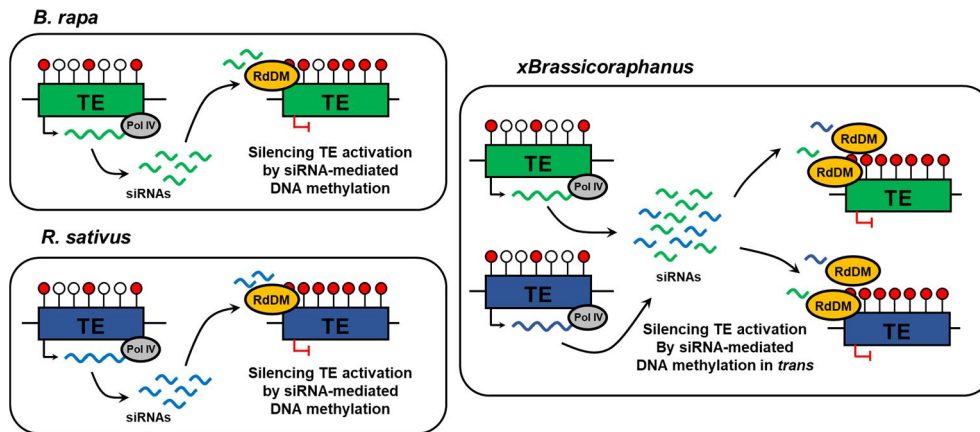 B. rapa
TE
Pol IV
siRNAs
RdDM
TE
Silencing TE activation
by siRNA-mediated
DNA methylation
R. sativus
TE
Pol IV
siRNAs
RdDM
TE
Silencing TE activation
by siRNA-mediated
DNA methylation
xBrassicoraphanus
TE
Pol IV
TE
Pol IV
siRNAs
RdDM
RdDM
TE
RdDM
RdDM
TE
Silencing TE activation
By siRNA-mediated
DNA methylation in trans